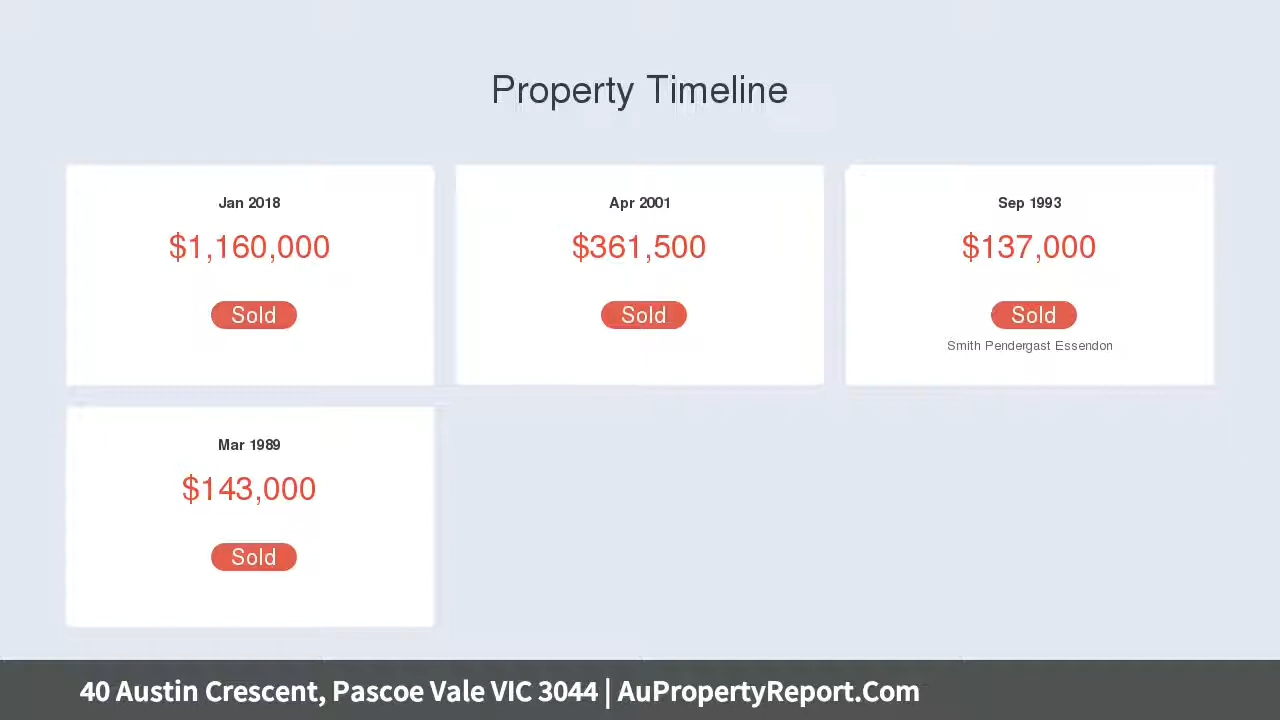 Property Timeline
Jan 2018
$1,160,000
Sold
Apr 2001
$361,500
Sold
Sep 1993
$137,000
Sold
Smith Pendergast Essendon
Mar 1989
$143,000
Sold
40 Austin Crescent, Pascoe Vale VIC 3044 | AuPropertyReport.Com